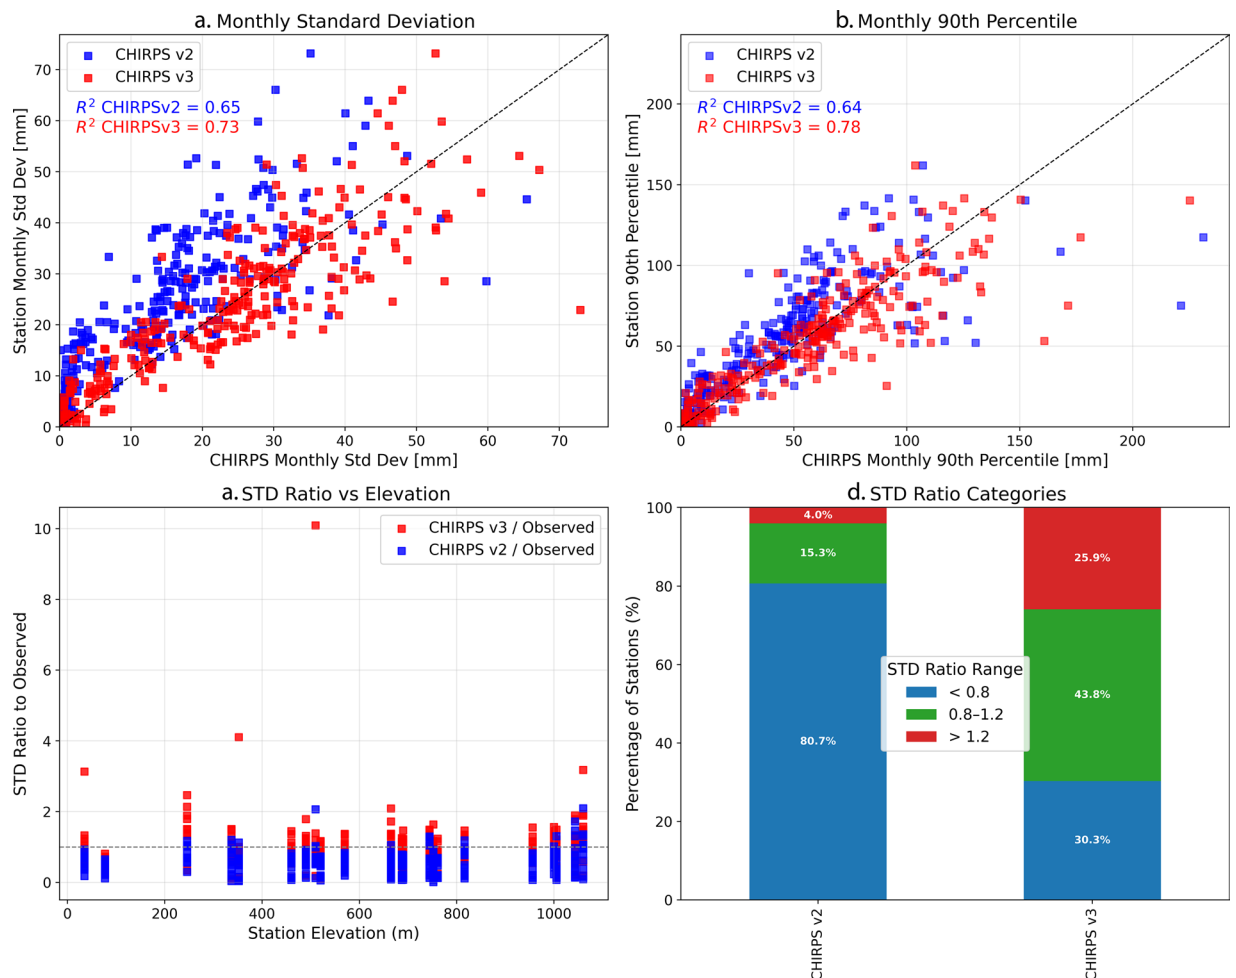 a. Monthly Standard Deviation
CHIRPS v2
CHIRPS v3
R² CHIRPSv2 = 0.65
R² CHIRPSv3 = 0.73
Station Monthly Std Dev [mm]
70
60
50
40
30
20
10
0
0 10 20 30 40 50 60 70
CHIRPS Monthly Std Dev [mm]
b. Monthly 90th Percentile
CHIRPS v2
CHIRPS v3
R² CHIRPSv2 = 0.64
R² CHIRPSv3 = 0.78
Station 90th Percentile [mm]
200
150
100
50
0
0 50 100 150 200
CHIRPS Monthly 90th Percentile [mm]
a. STD Ratio vs Elevation
CHIRPS v3 / Observed
CHIRPS v2 / Observed
STD Ratio to Observed
10
8
6
4
2
0
0 200 400 600 800 1000
Station Elevation (m)
d. STD Ratio Categories
Percentage of Stations (%)
100
80
60
40
20
0
4.0%
15.3%
80.7%
25.9%
43.8%
30.3%
STD Ratio Range
< 0.8
0.8–1.2
> 1.2
CHIRPS v2
CHIRPS v3